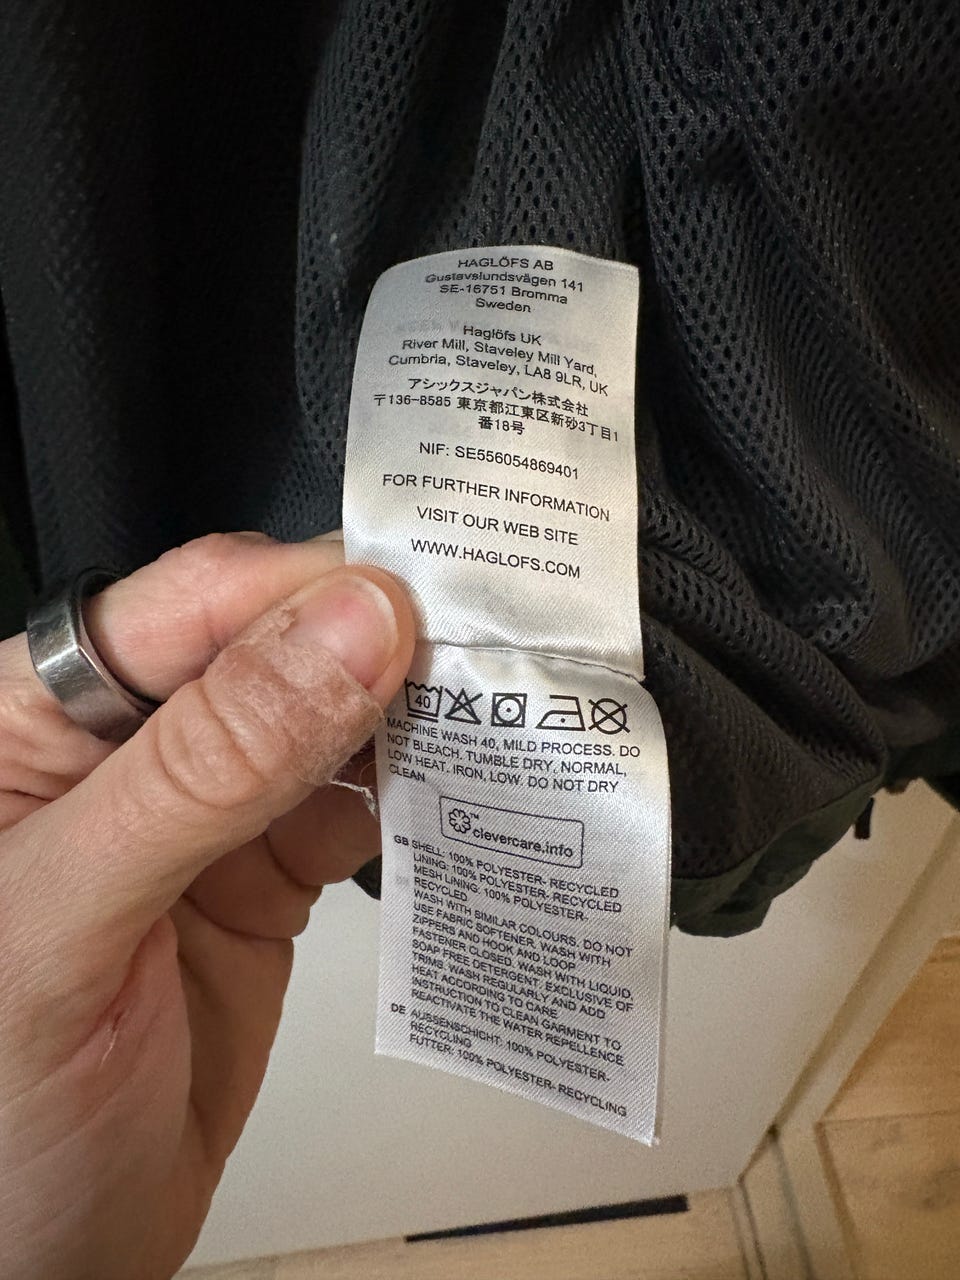 HAGLÖFS AB
Gustavslundsvägen 141
SE-16751 Bromma
Sweden
Haglöfs UK
River Mill, Staveley Mill Yard,
Cumbria, Staveley, LA8 9LR, UK
アシックスジャパン株式会社
〒136-8585 東京都江東区新砂3丁目1
番18号
NIF: SE556054869401
FOR FURTHER INFORMATION
VISIT OUR WEB SITE
WWW.HAGLOFS.COM
40
MACHINE WASH 40, MILD PROCESS. DO
NOT BLEACH. TUMBLE DRY, NORMAL,
LOW HEAT. IRON, LOW. DO NOT DRY
CLEAN
clevercare.info™
GB SHELL: 100% POLYESTER- RECYCLED
LINING: 100% POLYESTER- RECYCLED
MESH LINING: 100% POLYESTER-
RECYCLED
WASH WITH SIMILAR COLOURS. DO NOT
USE FABRIC SOFTENER. WASH WITH
ZIPPERS AND HOOK AND LOOP
FASTENER CLOSED. WASH WITH LIQUID,
SOAP FREE DETERGENT. EXCLUSIVE OF
TRIMS. WASH REGULARLY AND ADD
HEAT ACCORDING TO CARE
INSTRUCTION TO CLEAN GARMENT TO
REACTIVATE THE WATER REPELLENCE
DE AUSSENSCHICHT: 100% POLYESTER-
RECYCLING
FUTTER: 100% POLYESTER- RECYCLING